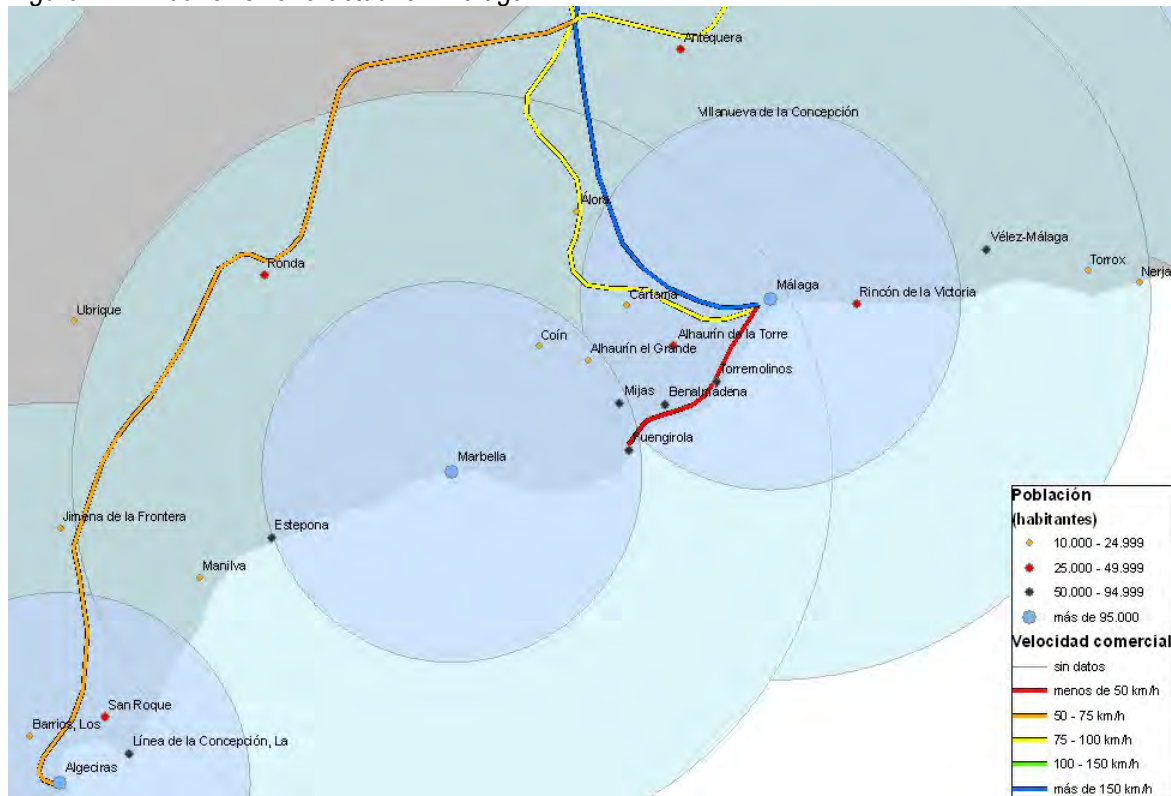 Antequera
Villanueva de la Concepción
Álora
Vélez-Málaga
Ronda
Torrox
Nerja
Málaga
Cártama
Rincón de la Victoria
Ubrique
Coín
Alhaurín de la Torre
Alhaurín el Grande
Torremolinos
Mijas
Benalmádena
Fuengirola
Marbella
Jimena de la Frontera
Estepona
Manilva
San Roque
Barrios, Los
Línea de la Concepción, La
Algeciras
Población
(habitantes)
10.000 - 24.999
25.000 - 49.999
50.000 - 94.999
más de 95.000
Velocidad comercial
sin datos
menos de 50 km/h
50 - 75 km/h
75 - 100 km/h
100 - 150 km/h
más de 150 km/h